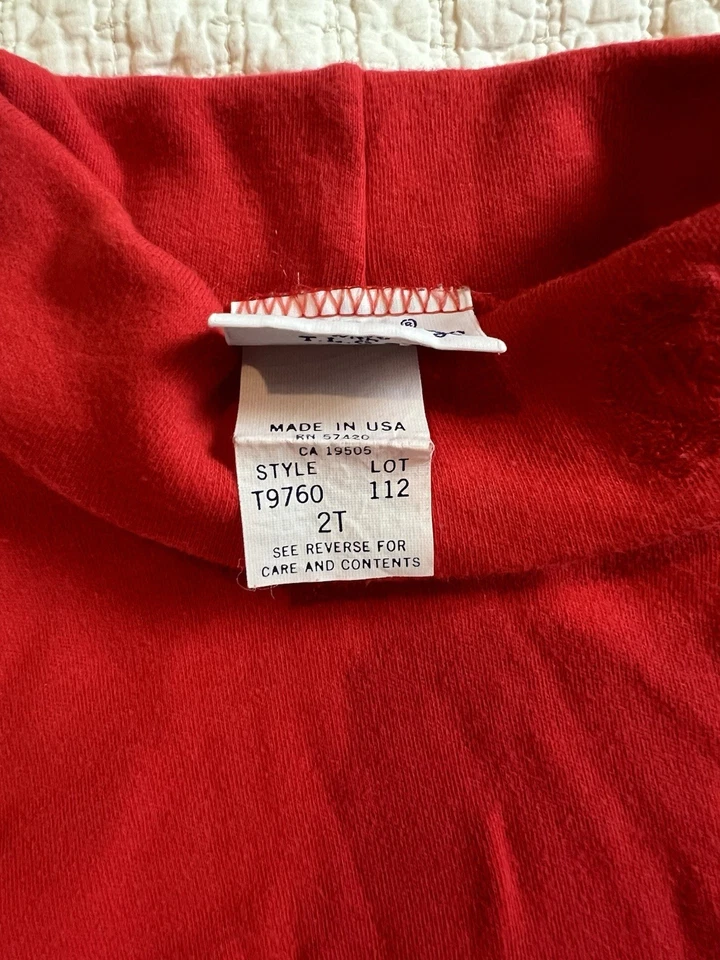 ®
MADE IN USA
RN 57420
CA 19505
STYLE LOT
T9760 112
2T
SEE REVERSE FOR
CARE AND CONTENTS